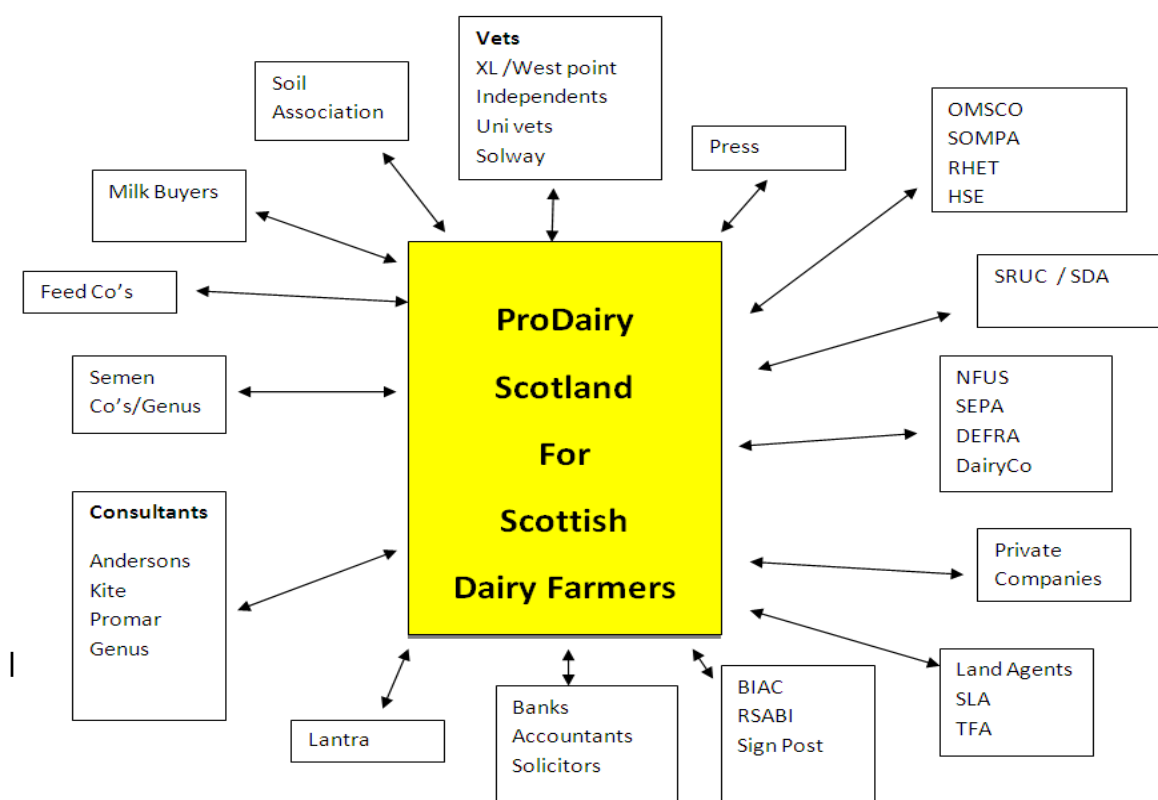 Vets
XL /West point
Independents
Uni vets
Solway
Soil
Association
Press
OMSCO
SOMPA
RHET
HSE
Milk Buyers
SRUC / SDA
Feed Co’s
ProDairy
Scotland
For
Scottish
Dairy Farmers
Semen
Co’s/Genus
NFUS
SEPA
DEFRA
DairyCo
Consultants
Andersons
Kite
Promar
Genus
Private
Companies
Land Agents
SLA
TFA
Lantra
Banks
Accountants
Solicitors
BIAC
RSABI
Sign Post